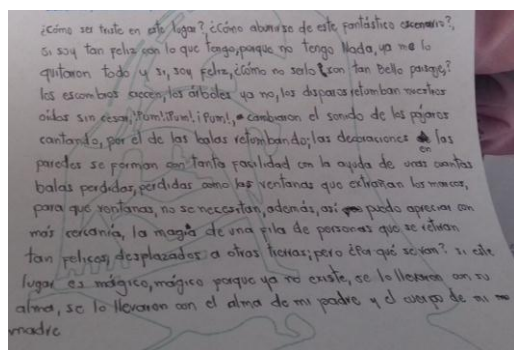 ¿Cómo ser triste en este lugar?, ¿Cómo aburirse de este fantástico escenario?,
Si soy tan feliz con lo que tengo, porque no tengo Nada, ya me lo
quitaron todo y si, soy feliz, ¿Cómo no serlo con tan Bello paisaje?
los escombros crecen, los árboles ya no, los disparos retumban nuestros
oídos sin cesar, ¡Pum!, ¡Pum!, ¡Pum!, cambiaron el sonido de los pájaros
cantando, por el de las balas retumbando; las decoraciones en las
paredes se forman con tanta facilidad con la ayuda de unas cuantas
balas perdidas, perdidas como las ventanas que extrañan los marcos,
para que ventanas, no se necesitan, además, así puedo apreciar con
más cercanía, la magia de una fila de personas que se retiran
tan felices, desplazados a otras tierras; pero ¿Por qué se van? si este
lugar es mágico, mágico porque ya no existe, se lo llevaron con su
alma, se lo llevaron con el alma de mi padre y el cuerpo de mi
madre